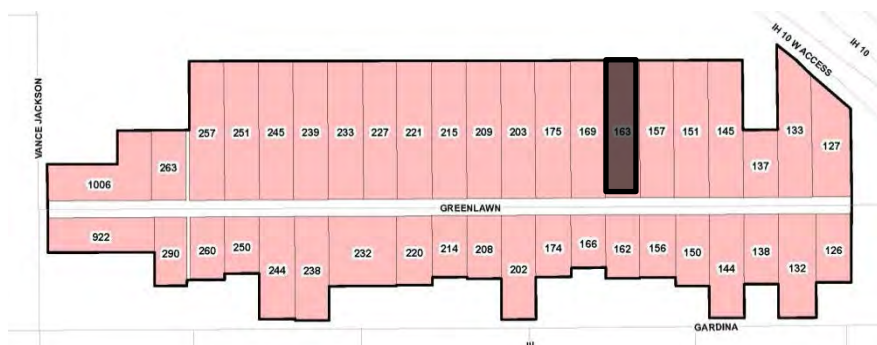 IH 10
IH 10 W ACCESS
VANCE JACKSON
257 251 245 239 233 227 221 215 209 203 175 169 163 157 151 145 133
127
263
137
1006
GREENLAWN
922
290 260 250 232 220 214 208 174 166 162 156 150 138 126
244 238 202 144 132
GARDINA